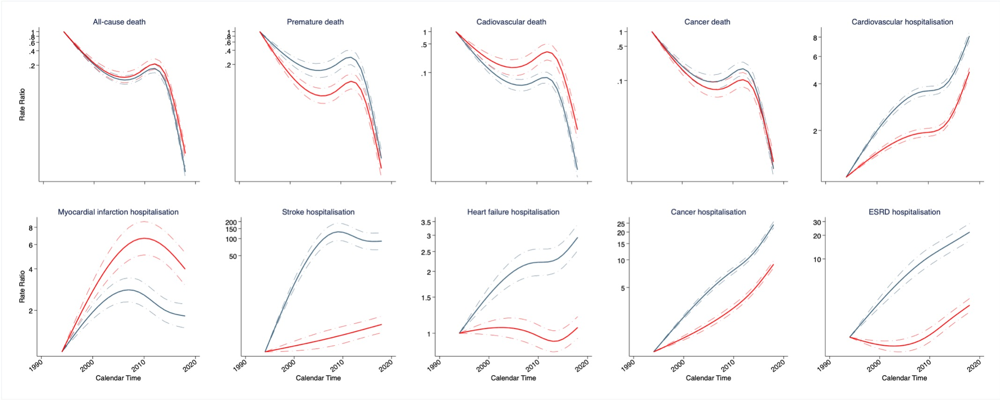 All-cause death
Premature death
Cadiovascular death
Cancer death
Cardiovascular hospitalisation
Rate Ratio
1
.8
.6
.4
.2
1
.8
.6
.4
.2
1
.5
.1
1
.5
.1
8
6
4
2
Myocardial infarction hospitalisation
Stroke hospitalisation
Heart failure hospitalisation
Cancer hospitalisation
ESRD hospitalisation
Rate Ratio
8
6
4
2
200
150
100
50
3.5
3
2.5
2
1.5
1
25
20
15
10
5
30
20
10
1990 2000 2010 2020
1990 2000 2010 2020
1990 2000 2010 2020
1990 2000 2010 2020
1990 2000 2010 2020
Calendar Time
Calendar Time
Calendar Time
Calendar Time
Calendar Time